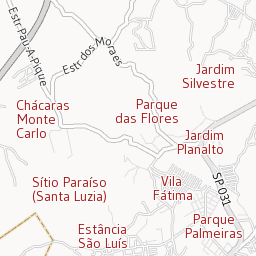 Estr Pau-A-Pique
Estr dos Moraes
Jardim
Silvestre
Chácaras
Monte
Carlo
Parque
das Flores
Jardim
Planalto
Sítio Paraíso
(Santa Luzia)
Vila
Fátima
SP 031
Parque
Palmeiras
Estância
São Luís